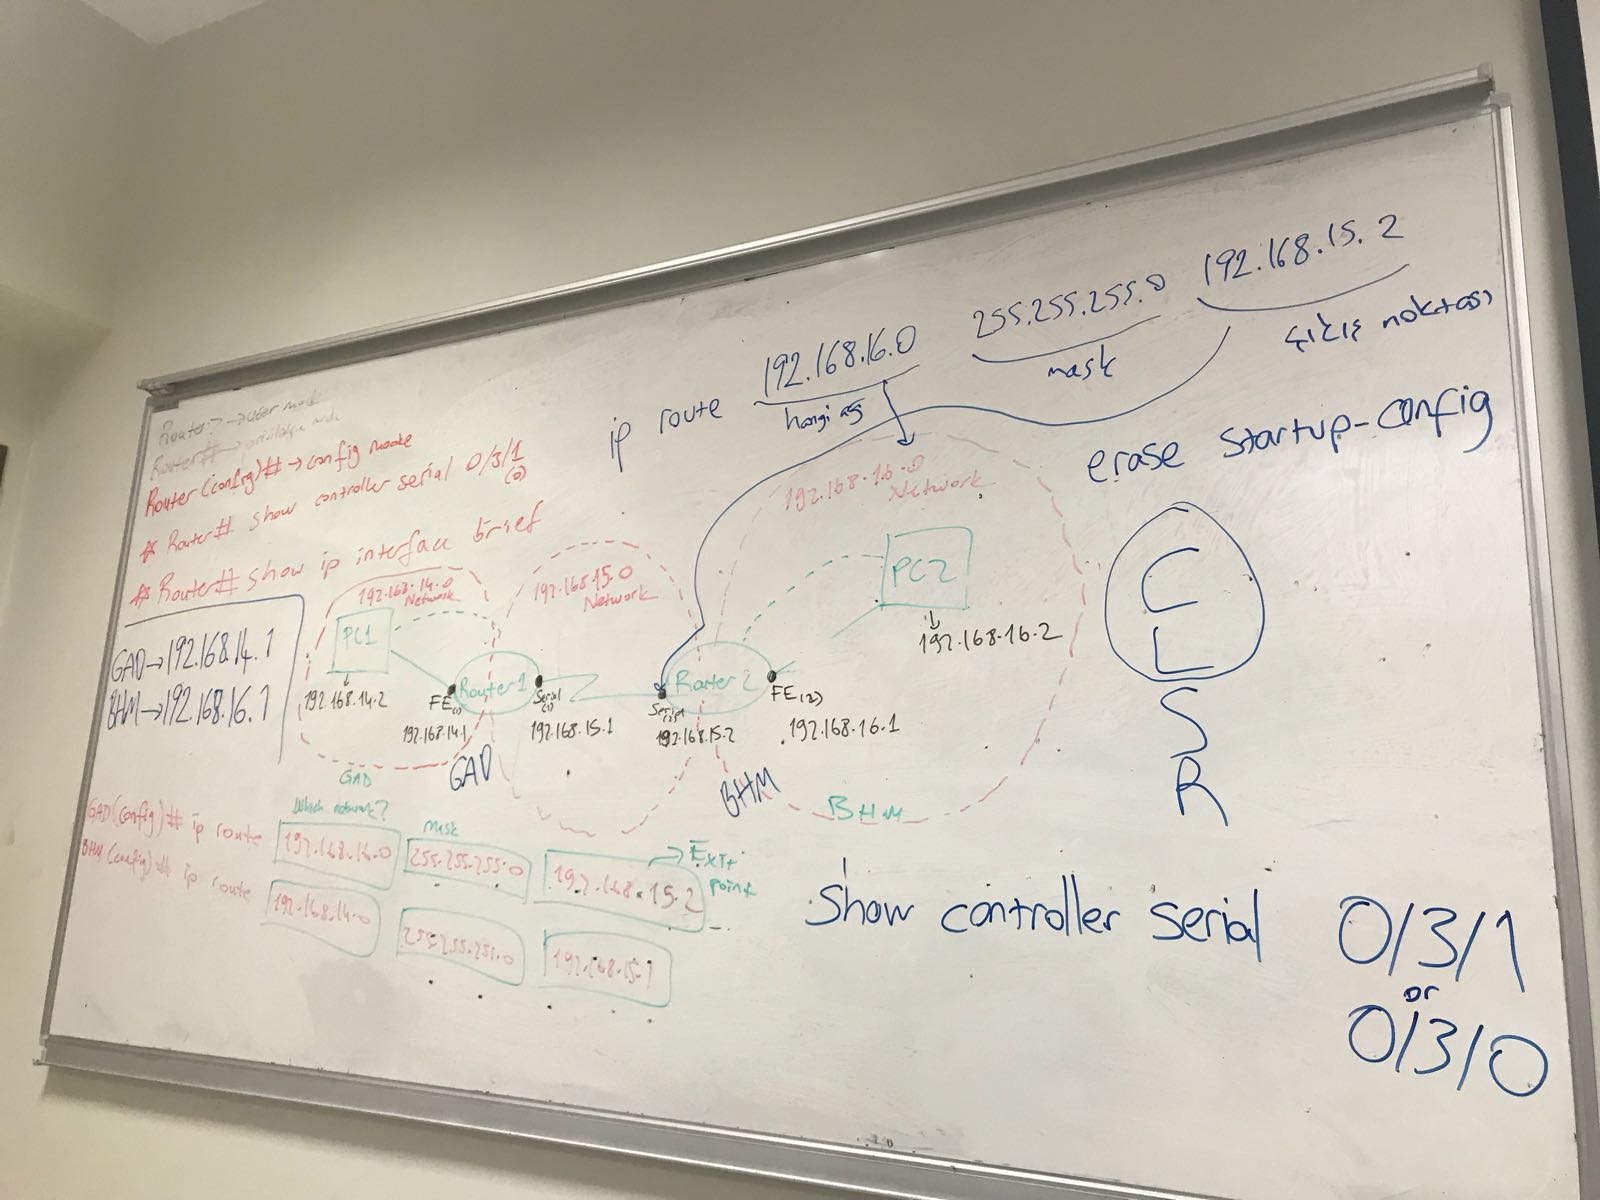 Router? → user mode
Router# → privilidge mode
Router(config)# → config mode
* Router# show controller serial 0/3/1
(0)
* Router# show ip interface brief
GAD → 192.168.14.1
BHM → 192.168.16.1
ip route 192.168.16.0 255.255.255.0 192.168.15.2
hangi ağ
mask
çıkış noktası
erase startup-config
C
L
S
R
192.168.14.0
Network
192.168.15.0
Network
192.168.16.0
Network
PC1
192.168.14.2
FE(1)
192.168.14.1
Router 1
Serial
(1)
192.168.15.1
Serial
(2)
192.168.15.2
Router 2
FE(2)
192.168.16.1
PC2
192.168.16.2
GAD
GAD
BHM
BHM
Which network?
Mask
→ Exit
point
GAD(config)# ip route 192.168.16.0 255.255.255.0 192.168.15.2
BHM(config)# ip route 192.168.14.0 255.255.255.0 192.168.15.1
Show controller serial 0/3/1
or
0/3/0